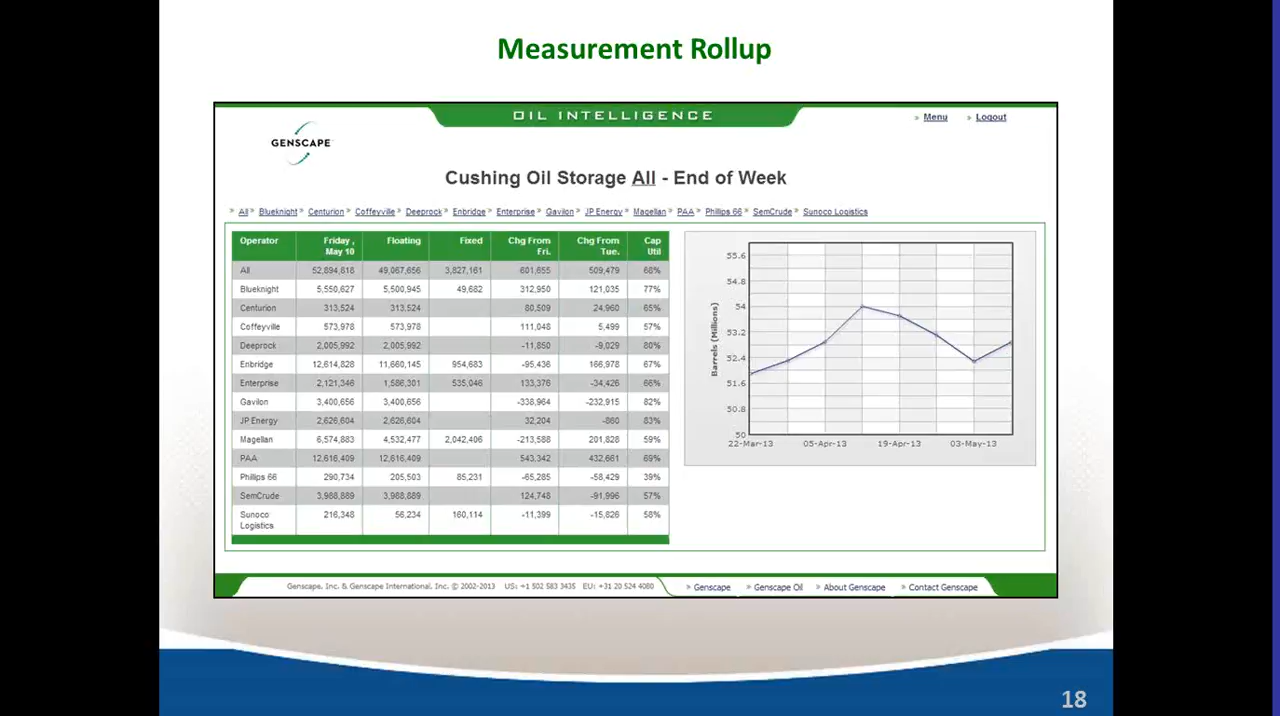 Measurement Rollup
OIL INTELLIGENCE
» Menu » Logout
GENSCAPE
Cushing Oil Storage All - End of Week
» All » Blueknight » Centurion » Coffeyville » Deeprock » Enbridge » Enterprise » Gavilon » JP Energy » Magellan » PAA » Phillips 66 » SemCrude » Sunoco Logistics
Operator Friday, May 10 Floating Fixed Chg From Fri. Chg From Tue. Cap Util
All 52,894,818 49,067,656 3,827,161 601,655 509,479 66%
Blueknight 5,550,627 5,500,945 49,682 312,950 121,035 77%
Centurion 313,524 313,524 80,509 24,960 65%
Coffeyville 573,978 573,978 111,048 5,499 57%
Deeprock 2,005,992 2,005,992 -11,850 -9,029 80%
Enbridge 12,614,828 11,660,145 954,683 -95,436 166,978 67%
Enterprise 2,121,346 1,586,301 535,046 133,376 -34,426 66%
Gavilon 3,400,656 3,400,656 -338,964 -232,915 82%
JP Energy 2,626,604 2,626,604 32,204 -860 83%
Magellan 6,574,883 4,532,477 2,042,406 -213,588 201,828 59%
PAA 12,616,409 12,616,409 543,342 432,661 69%
Phillips 66 290,734 205,503 85,231 -65,285 -58,429 39%
SemCrude 3,988,889 3,988,889 124,748 -91,996 57%
Sunoco Logistics 216,348 56,234 160,114 -11,399 -15,826 58%
Barrels (Millions)
55.6
54.8
54
53.2
52.4
51.6
50.8
50
22-Mar-13 05-Apr-13 19-Apr-13 03-May-13
Genscape, Inc. & Genscape International, Inc. © 2002-2013 US: +1 502 583 3435 EU: +31 20 524 4080
» Genscape » Genscape Oil » About Genscape » Contact Genscape
18